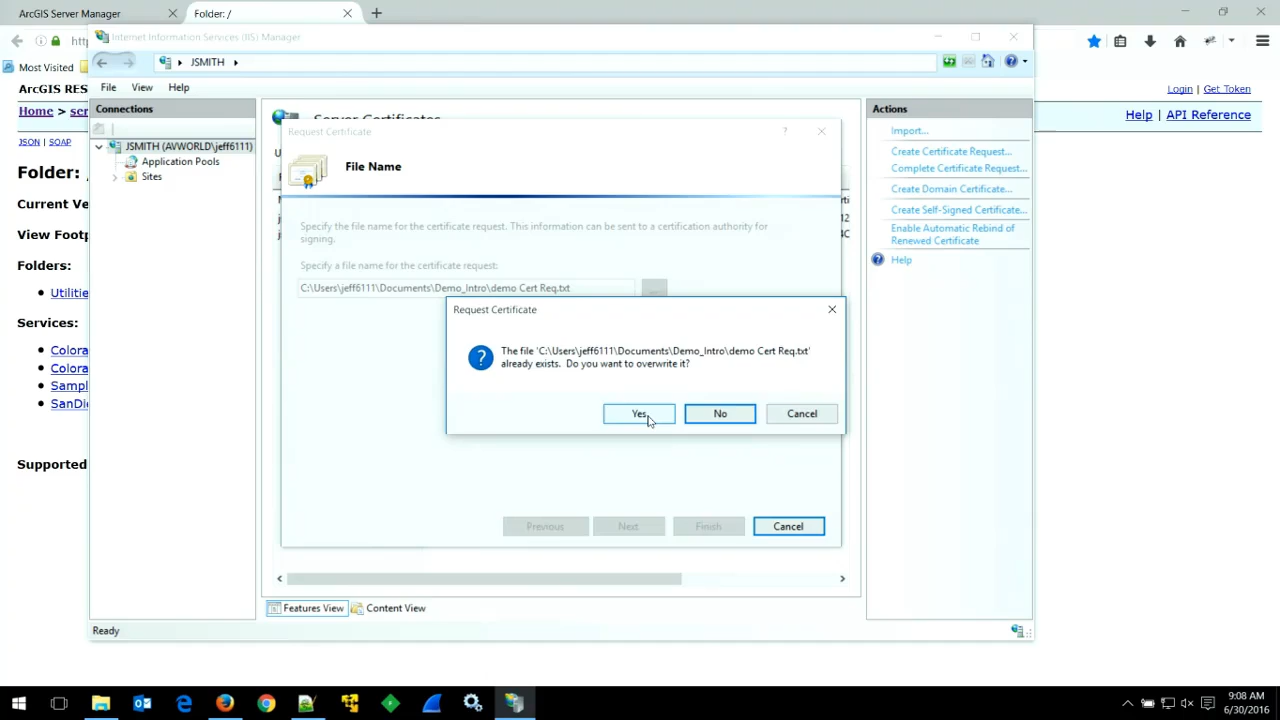 ArcGIS Server Manager
Folder: /
Internet Information Services (IIS) Manager
JSMITH
Most Visited
File View Help
ArcGIS RES
Login | Get Token
Home > ser
Help | API Reference
JSON | SOAP
Folder:
Current Ve
View Footp
Folders:
Utilitie
Services:
Colora
Colora
Sampl
SanDi
Supported
Connections
JSMITH (AVWORLD\jeff6111)
Application Pools
Sites
Server Certificates
Request Certificate
?
File Name
Specify the file name for the certificate request. This information can be sent to a certification authority for
signing.
Specify a file name for the certificate request:
C:\Users\jeff6111\Documents\Demo_Intro\demo Cert Req.txt
Request Certificate
The file 'C:\Users\jeff6111\Documents\Demo_Intro\demo Cert Req.txt'
already exists. Do you want to overwrite it?
Yes No Cancel
Previous Next Finish Cancel
Features View Content View
Ready
Actions
Import...
Create Certificate Request...
Complete Certificate Request...
Create Domain Certificate...
Create Self-Signed Certificate...
Enable Automatic Rebind of
Renewed Certificate
Help
9:08 AM
6/30/2016